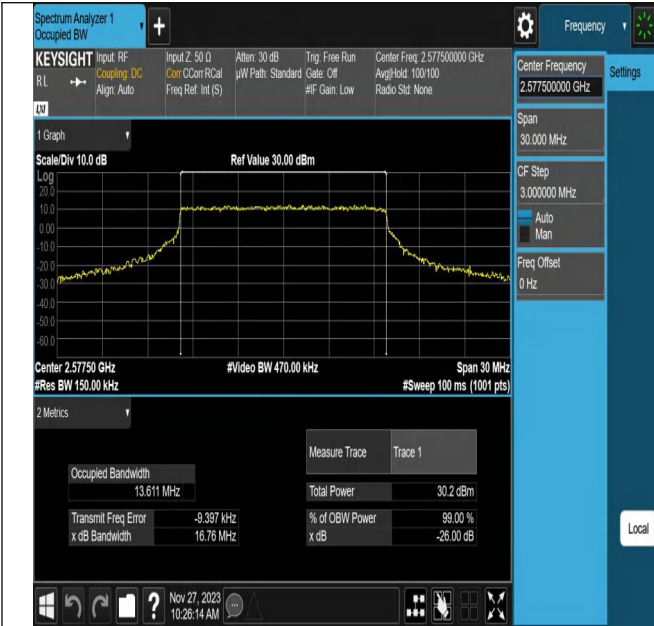 Spectrum Analyzer 1
Occupied BW
+
Frequency
KEYSIGHT
RL
LXI
Input: RF
Coupling: DC
Align: Auto
Input Z: 50 Ω
Corr CCorr RCal
Freq Ref: Int (S)
Atten: 30 dB
µW Path: Standard
Trig: Free Run
Gate: Off
#IF Gain: Low
Center Freq: 2.577500000 GHz
Avg|Hold: 100/100
Radio Std: None
Center Frequency
2.577500000 GHz
Settings
Span
30.000 MHz
CF Step
3.000000 MHz
Auto
Man
Freq Offset
0 Hz
Local
1 Graph
Scale/Div 10.0 dB
Ref Value 30.00 dBm
Log
20.0
10.0
0.00
-10.0
-20.0
-30.0
-40.0
-50.0
-60.0
Center 2.57750 GHz
#Video BW 470.00 kHz
Span 30 MHz
#Res BW 150.00 kHz
#Sweep 100 ms (1001 pts)
2 Metrics
Measure Trace
Trace 1
Occupied Bandwidth
13.611 MHz
Total Power
30.2 dBm
Transmit Freq Error
-9.397 kHz
% of OBW Power
99.00 %
x dB Bandwidth
16.76 MHz
x dB
-26.00 dB
?
Nov 27, 2023
10:26:14 AM